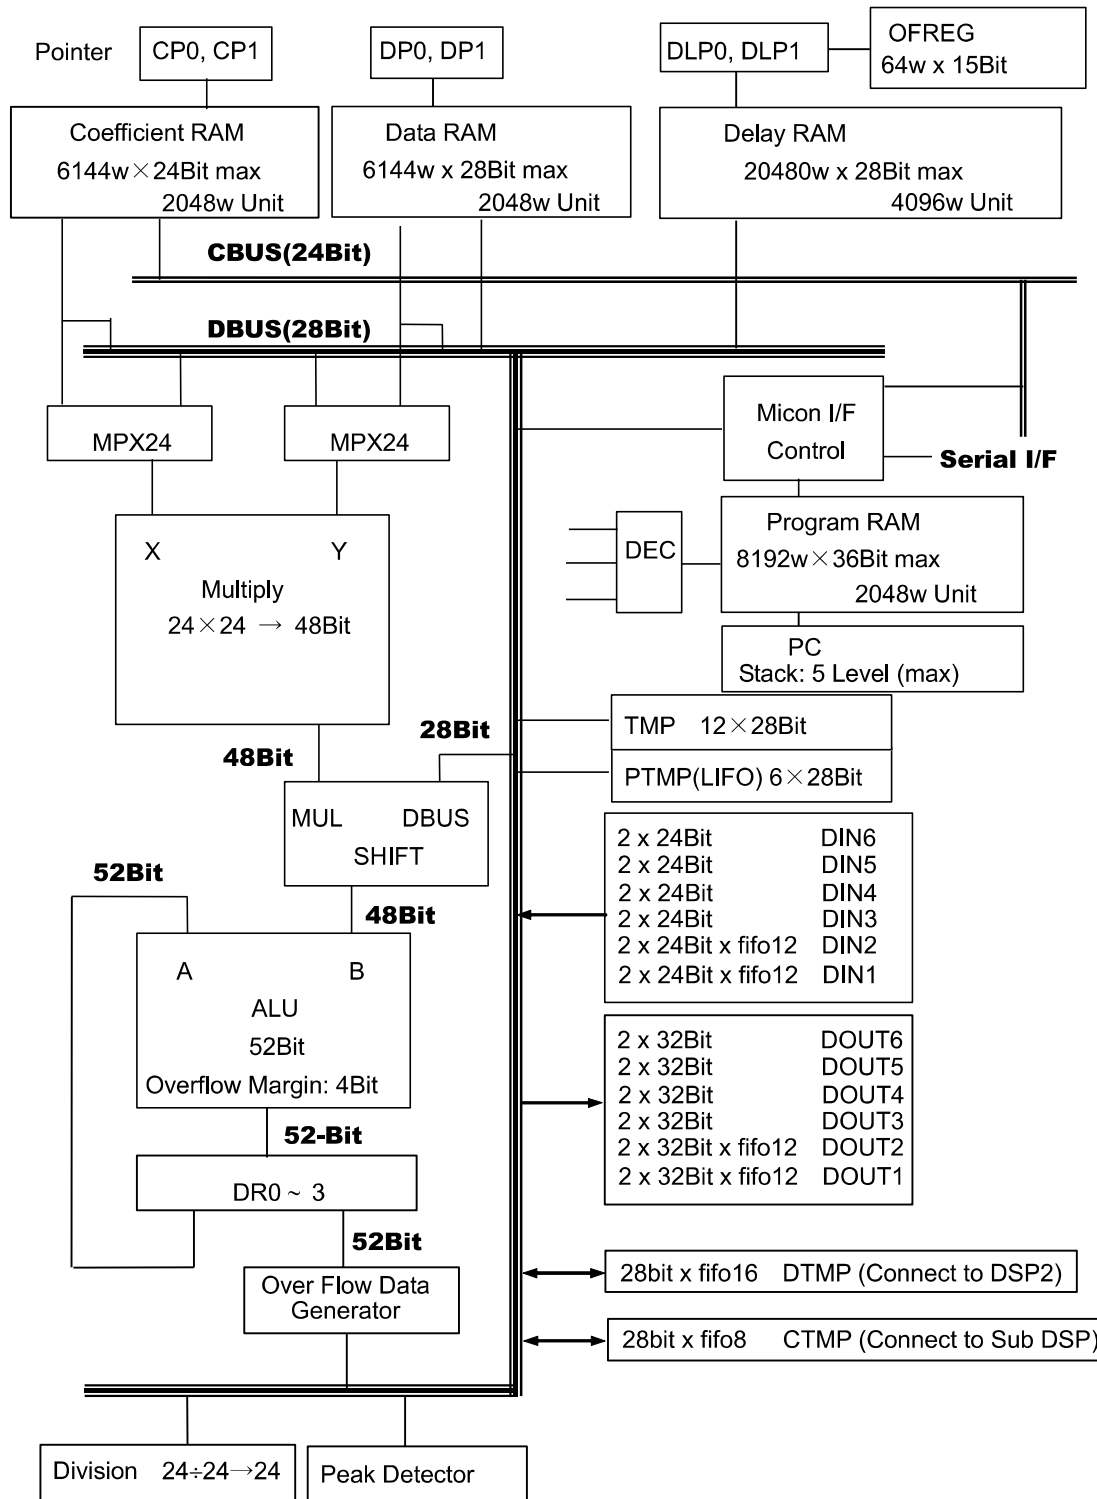 Pointer
CP0, CP1
DP0, DP1
DLP0, DLP1
OFREG
64w x 15Bit
Coefficient RAM
6144w×24Bit max
2048w Unit
Data RAM
6144w x 28Bit max
2048w Unit
Delay RAM
20480w x 28Bit max
4096w Unit
CBUS(24Bit)
DBUS(28Bit)
MPX24
MPX24
Micon I/F
Control
Serial I/F
X Y
Multiply
24×24 → 48Bit
DEC
Program RAM
8192w×36Bit max
2048w Unit
PC
Stack: 5 Level (max)
48Bit
28Bit
TMP 12×28Bit
PTMP(LIFO) 6×28Bit
MUL DBUS
SHIFT
52Bit
48Bit
2 x 24Bit DIN6
2 x 24Bit DIN5
2 x 24Bit DIN4
2 x 24Bit DIN3
2 x 24Bit x fifo12 DIN2
2 x 24Bit x fifo12 DIN1
A B
ALU
52Bit
Overflow Margin: 4Bit
2 x 32Bit DOUT6
2 x 32Bit DOUT5
2 x 32Bit DOUT4
2 x 32Bit DOUT3
2 x 32Bit x fifo12 DOUT2
2 x 32Bit x fifo12 DOUT1
52-Bit
DR0 ~ 3
52Bit
Over Flow Data
Generator
28bit x fifo16 DTMP (Connect to DSP2)
28bit x fifo8 CTMP (Connect to Sub DSP)
Division 24÷24→24
Peak Detector